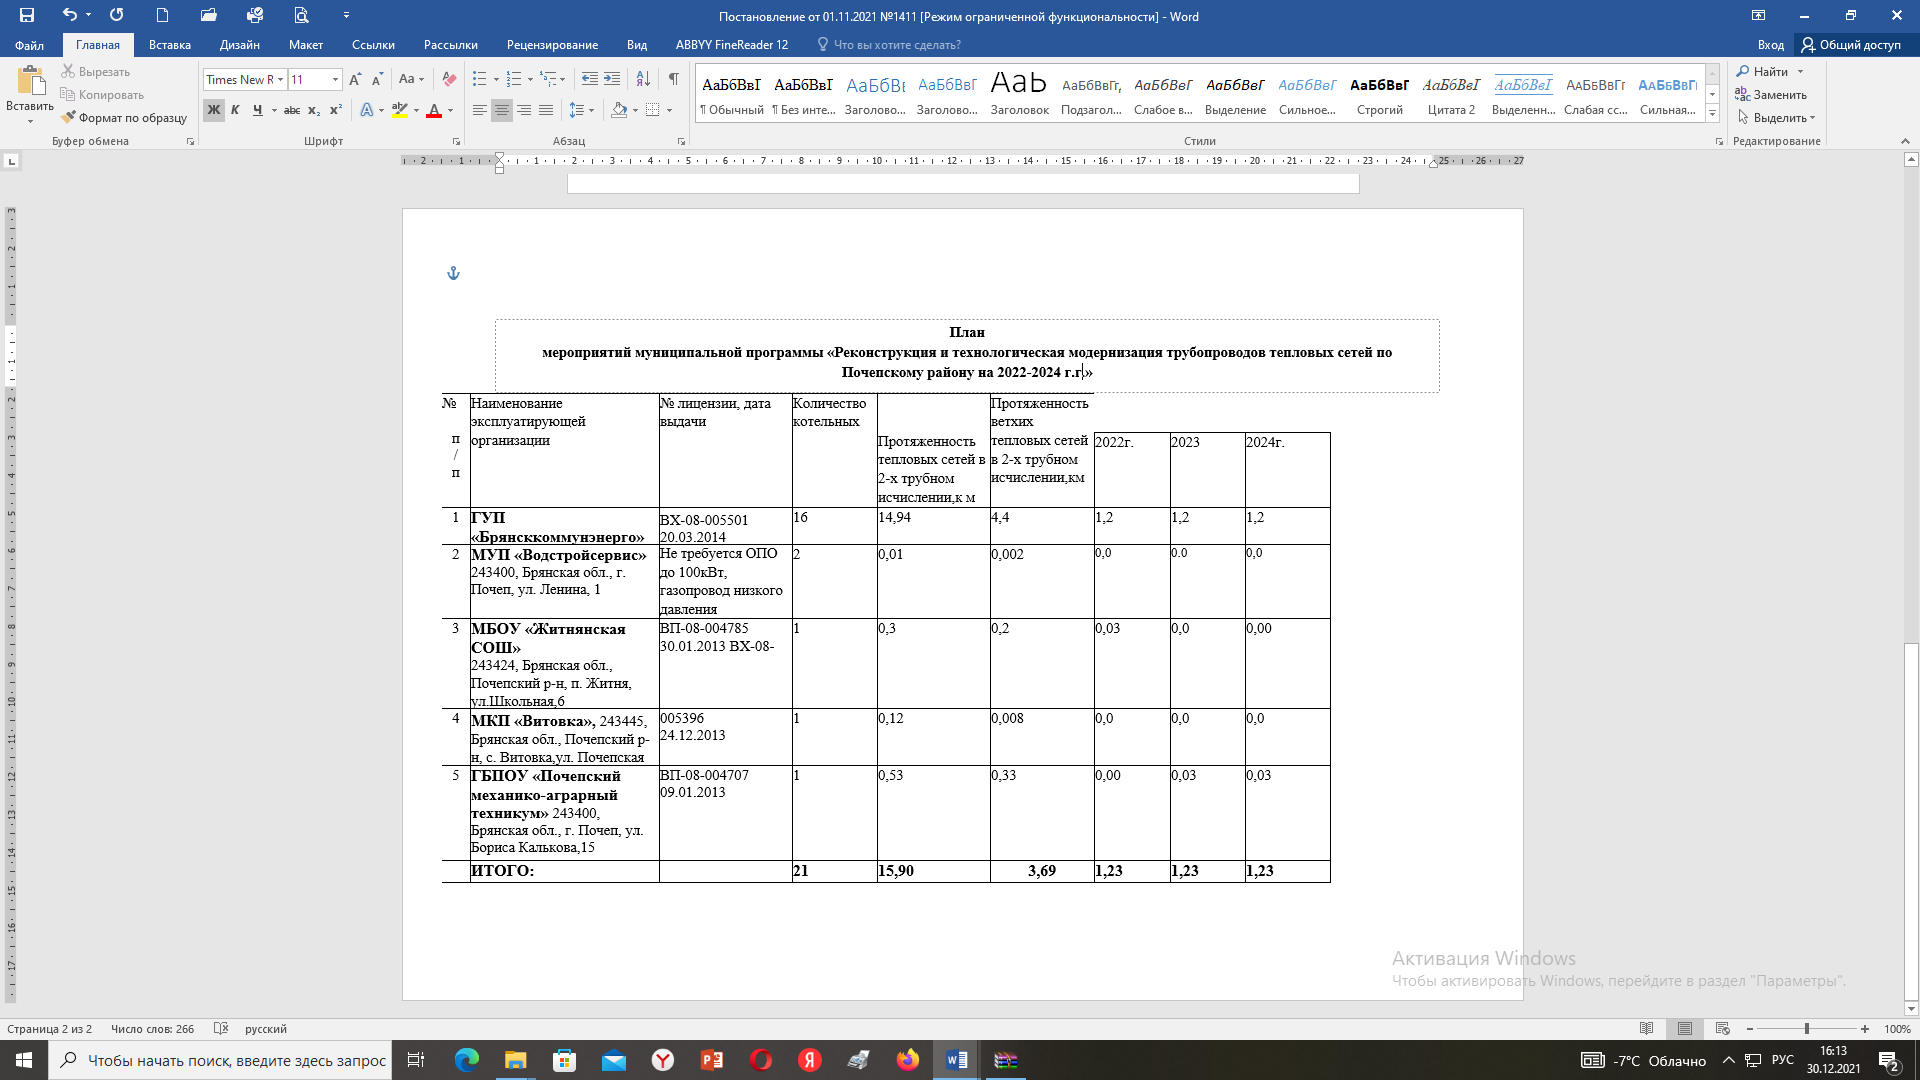 Постановление от 01.11.2021 №1411 [Режим ограниченной функциональности] - Word
Файл Главная Вставка Дизайн Макет Ссылки Рассылки Рецензирование Вид ABBYY FineReader 12 Что вы хотите сделать? Вход Общий доступ
Вставить
Вырезать
Копировать
Формат по образцу
Буфер обмена
Times New R 11
Шрифт
Абзац
¶ Обычный ¶ Без инте... Заголово... Заголово... Заголовок Подзагол... Слабое в... Выделение Сильное... Строгий Цитата 2 Выделенн... Слабая сс... Сильная...
Стили
Найти
Заменить
Выделить
Редактирование
План
мероприятий муниципальной программы «Реконструкция и технологическая модернизация трубопроводов тепловых сетей по
Почепскому району на 2022-2024 г.г.»
№
п
/
п
Наименование
эксплуатирующей
организации
№ лицензии, дата
выдачи
Количество
котельных
Протяженность
тепловых сетей в
2-х трубном
исчислении,к м
Протяженность
ветхих
тепловых сетей
в 2-х трубном
исчислении,км
2022г.
2023
2024г.
1
ГУП
«Брянсккоммунэнерго»
ВХ-08-005501
20.03.2014
16
14,94
4,4
1,2
1,2
1,2
2
МУП «Водстройсервис»
243400, Брянская обл., г.
Почеп, ул. Ленина, 1
Не требуется ОПО
до 100кВт,
газопровод низкого
давления
2
0,01
0,002
0,0
0.0
0,0
3
МБОУ «Житнянская
СОШ»
243424, Брянская обл.,
Почепский р-н, п. Житня,
ул.Школьная,6
ВП-08-004785
30.01.2013 ВХ-08-
1
0,3
0,2
0,03
0,0
0,00
4
МКП «Витовка», 243445,
Брянская обл., Почепский р-
н, с. Витовка,ул. Почепская
005396
24.12.2013
1
0,12
0,008
0,0
0,0
0,0
5
ГБПОУ «Почепский
механико-аграрный
техникум» 243400,
Брянская обл., г. Почеп, ул.
Бориса Калькова,15
ВП-08-004707
09.01.2013
1
0,53
0,33
0,00
0,03
0,03
ИТОГО:
21
15,90
3,69
1,23
1,23
1,23
Активация Windows
Чтобы активировать Windows, перейдите в раздел "Параметры".
Страница 2 из 2 Число слов: 266 русский 100%
Чтобы начать поиск, введите здесь запрос
-7°C Облачно
РУС
16:13
30.12.2021
2